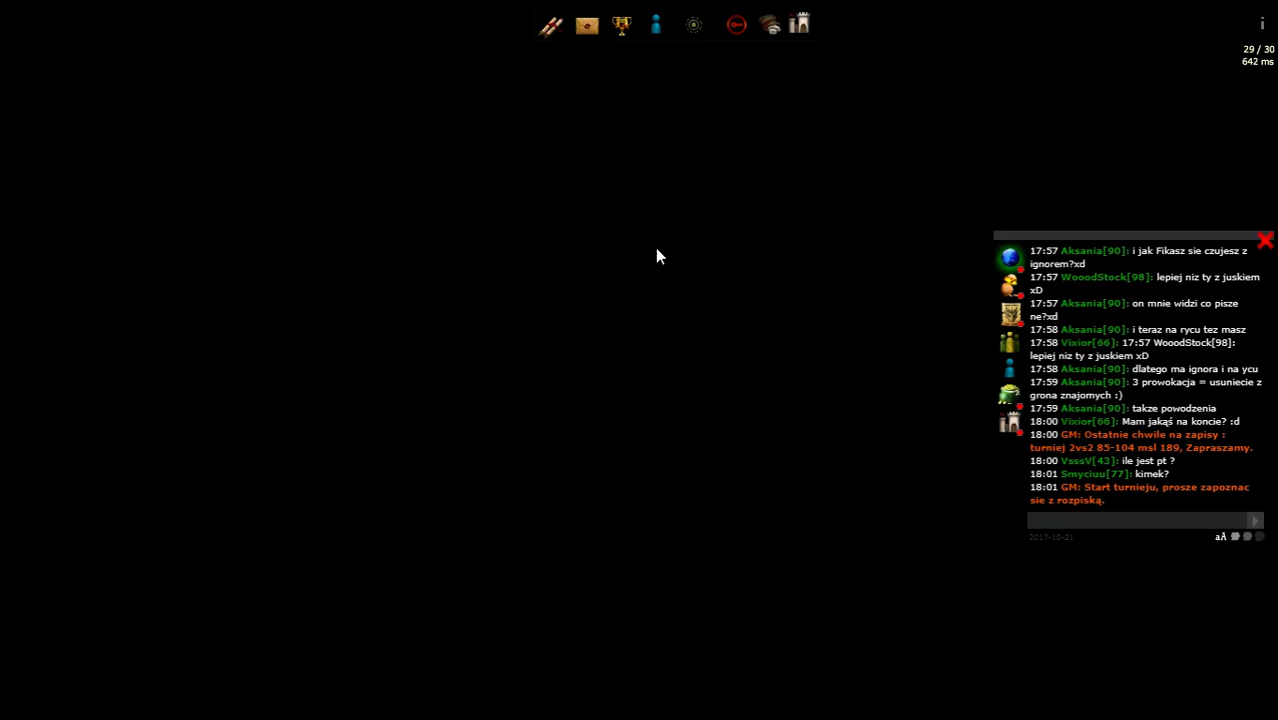 i
29 / 30
642 ms
17:57 Aksania[90]: i jak Fikasz sie czujesz z
ignorem?xd
17:57 WooodStock[98]: lepiej niz ty z juskiem
xD
17:57 Aksania[90]: on mnie widzi co pisze
ne?xd
17:58 Aksania[90]: i teraz na rycu tez masz
17:58 Vixior[66]: 17:57 WooodStock[98]:
lepiej niz ty z juskiem xD
17:58 Aksania[90]: dlatego ma ignora i na ycu
17:59 Aksania[90]: 3 prowokacja = usuniecie z
grona znajomych :)
17:59 Aksania[90]: takze powodzenia
18:00 Vixior[66]: Mam jakąś na koncie? :d
18:00 GM: Ostatnie chwile na zapisy :
turniej 2vs2 85-104 msl 189, Zapraszamy.
18:00 VsssV[43]: ile jest pt ?
18:01 Smyciuu[77]: kimek?
18:01 GM: Start turnieju, prosze zapoznac
sie z rozpiską.
2017-10-21
aA